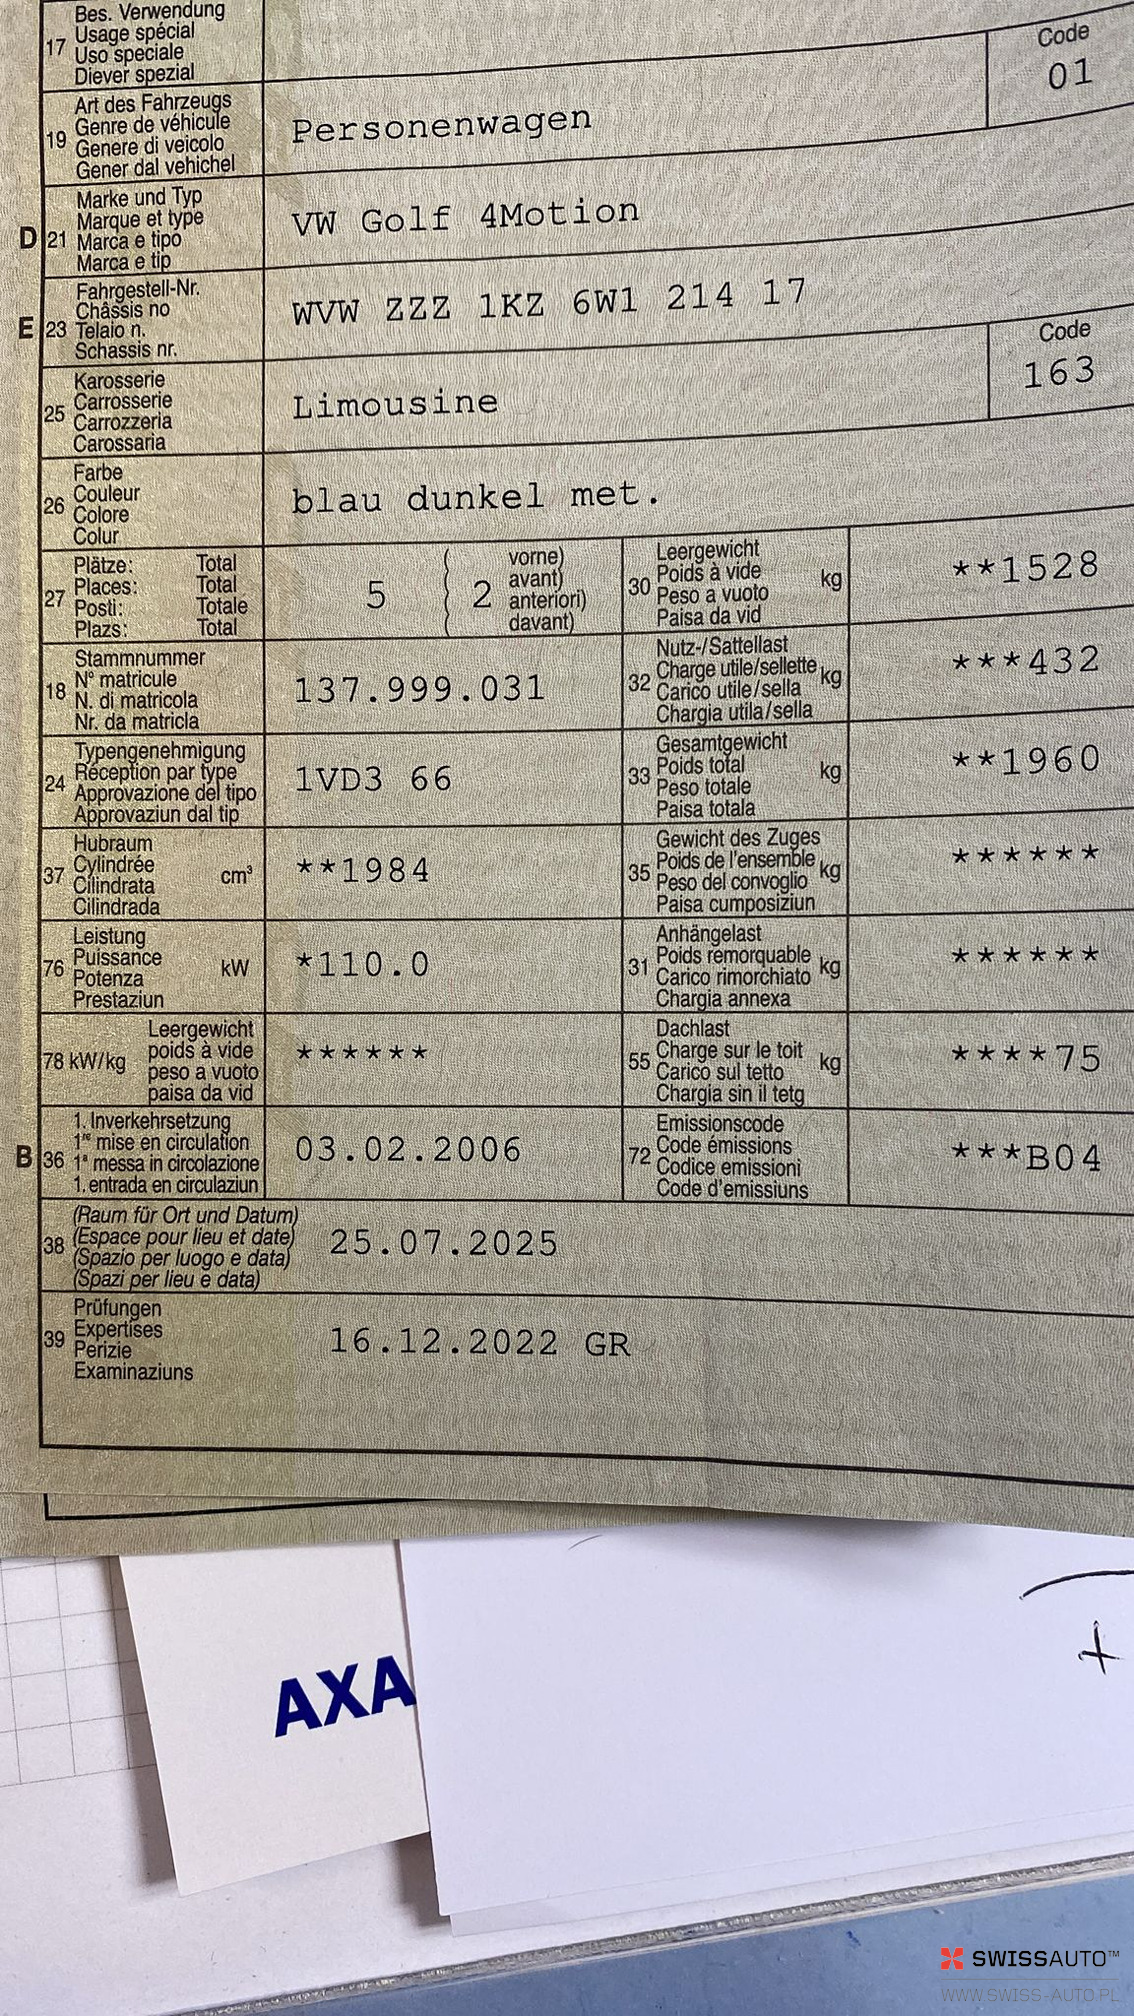 17 Bes. Verwendung
Usage spécial
Uso speciale
Diever spezial
Code
01
19 Art des Fahrzeugs
Genre de véhicule
Genere di veicolo
Gener dal vehichel
Personenwagen
D 21 Marke und Typ
Marque et type
Marca e tipo
Marca e tip
VW Golf 4Motion
E 23 Fahrgestell-Nr.
Châssis no
Telaio n.
Schassis nr.
WVW ZZZ 1KZ 6W1 214 17
25 Karosserie
Carrosserie
Carrozzeria
Carossaria
Limousine
Code
163
26 Farbe
Couleur
Colore
Colur
blau dunkel met.
27 Plätze: Total
Places: Total
Posti: Totale
Plazs: Total
5 ( 2 vorne)
avant)
anteriori)
davant)
30 Leergewicht
Poids à vide
Peso a vuoto
Paisa da vid
kg **1528
18 Stammnummer
N° matricule
N. di matricola
Nr. da matricla
137.999.031
32 Nutz-/Sattellast
Charge utile/sellette
Carico utile/sella
Chargia utila/sella
kg ***432
24 Typengenehmigung
Réception par type
Approvazione del tipo
Approvaziun dal tip
1VD3 66
33 Gesamtgewicht
Poids total
Peso totale
Paisa totala
kg **1960
37 Hubraum
Cylindrée
Cilindrata
Cilindrada
cm³ **1984
35 Gewicht des Zuges
Poids de l'ensemble
Peso del convoglio
Paisa cumposiziun
kg ******
76 Leistung
Puissance
Potenza
Prestaziun
kW *110.0
31 Anhängelast
Poids remorquable
Carico rimorchiato
Chargia annexa
kg ******
78 kW/kg Leergewicht
poids à vide
peso a vuoto
paisa da vid
******
55 Dachlast
Charge sur le toit
Carico sul tetto
Chargia sin il tetg
kg ****75
B 36 1. Inverkehrsetzung
1re mise en circulation
1a messa in circolazione
1. entrada en circulaziun
03.02.2006
72 Emissionscode
Code émissions
Codice emissioni
Code d'emissiuns
***B04
38 (Raum für Ort und Datum)
(Espace pour lieu et date)
(Spazio per luogo e data)
(Spazi per lieu e data)
25.07.2025
39 Prüfungen
Expertises
Perizie
Examinaziuns
16.12.2022 GR
AXA
+
SWISSAUTO™
WWW.SWISS-AUTO.PL